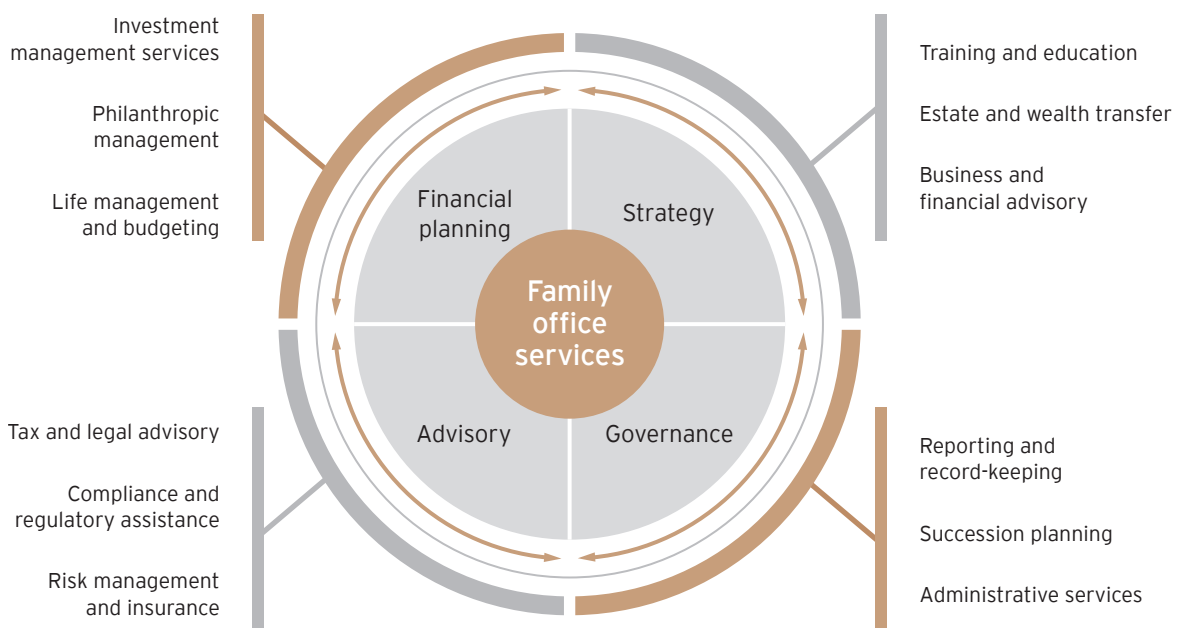 Investment
management services
Philanthropic
management
Life management
and budgeting
Training and education
Estate and wealth transfer
Business and
financial advisory
Financial
planning
Strategy
Family
office
services
Advisory
Governance
Tax and legal advisory
Compliance and
regulatory assistance
Risk management
and insurance
Reporting and
record-keeping
Succession planning
Administrative services